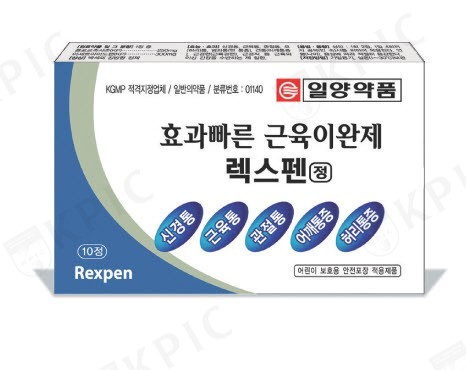 KGMP 적격지정업체 / 일반의약품 / 분류번호 : 01140
일양약품
효과빠른 근육이완제
렉스펜 정
신경통
근육통
관절통
어깨통증
허리통증
10정
Rexpen
어린이 보호용 안전포장 적용제품
KPIC